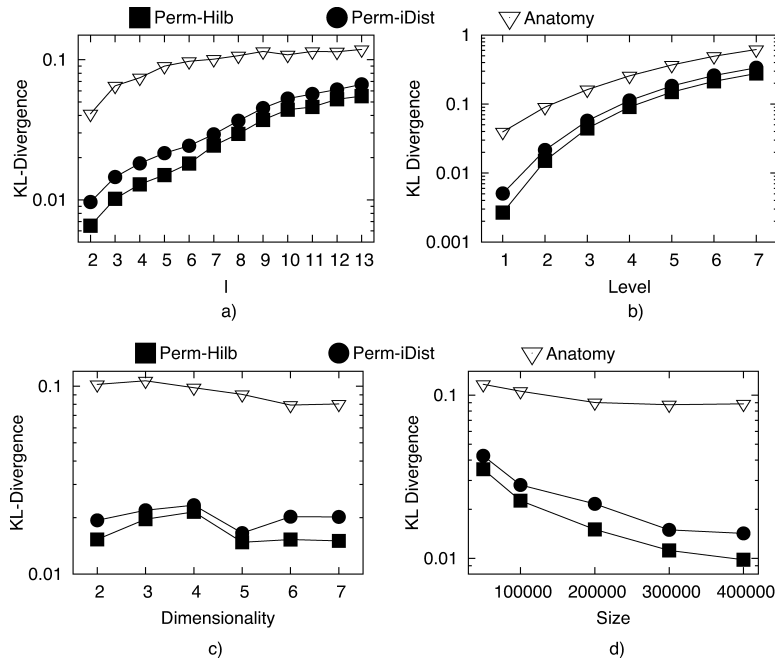 Perm-Hilb Perm-iDist Anatomy
KL-Divergence
0.1
0.01
2 3 4 5 6 7 8 9 10 11 12 13
l
a)
KL Divergence
1
0.1
0.01
0.001
1 2 3 4 5 6 7
Level
b)
Perm-Hilb Perm-iDist Anatomy
KL-Divergence
0.1
0.01
2 3 4 5 6 7
Dimensionality
c)
KL Divergence
0.1
0.01
100000 200000 300000 400000
Size
d)